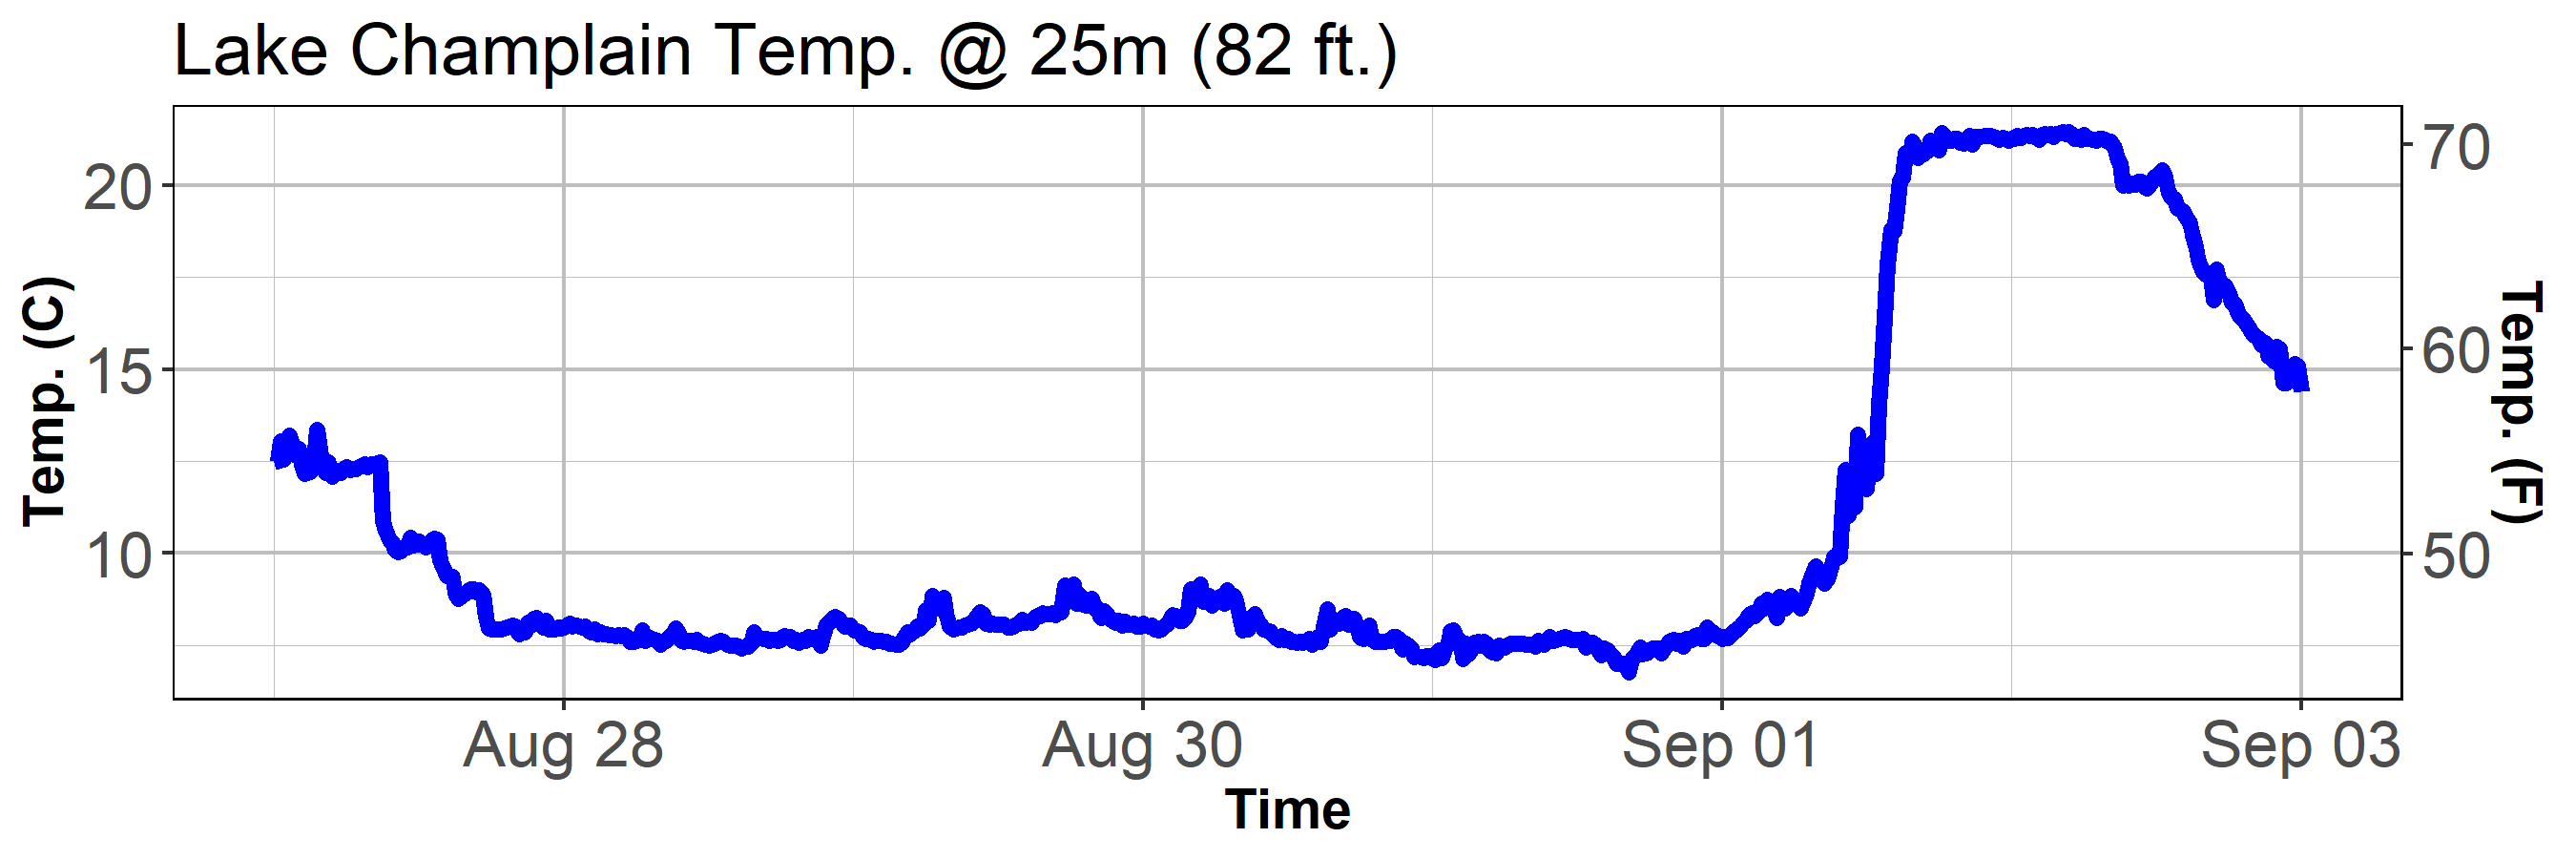 Lake Champlain Temp. @ 25m (82 ft.)
Temp. (C)
20
15
10
70
60
50
Temp. (F)
Aug 28
Aug 30
Sep 01
Sep 03
Time